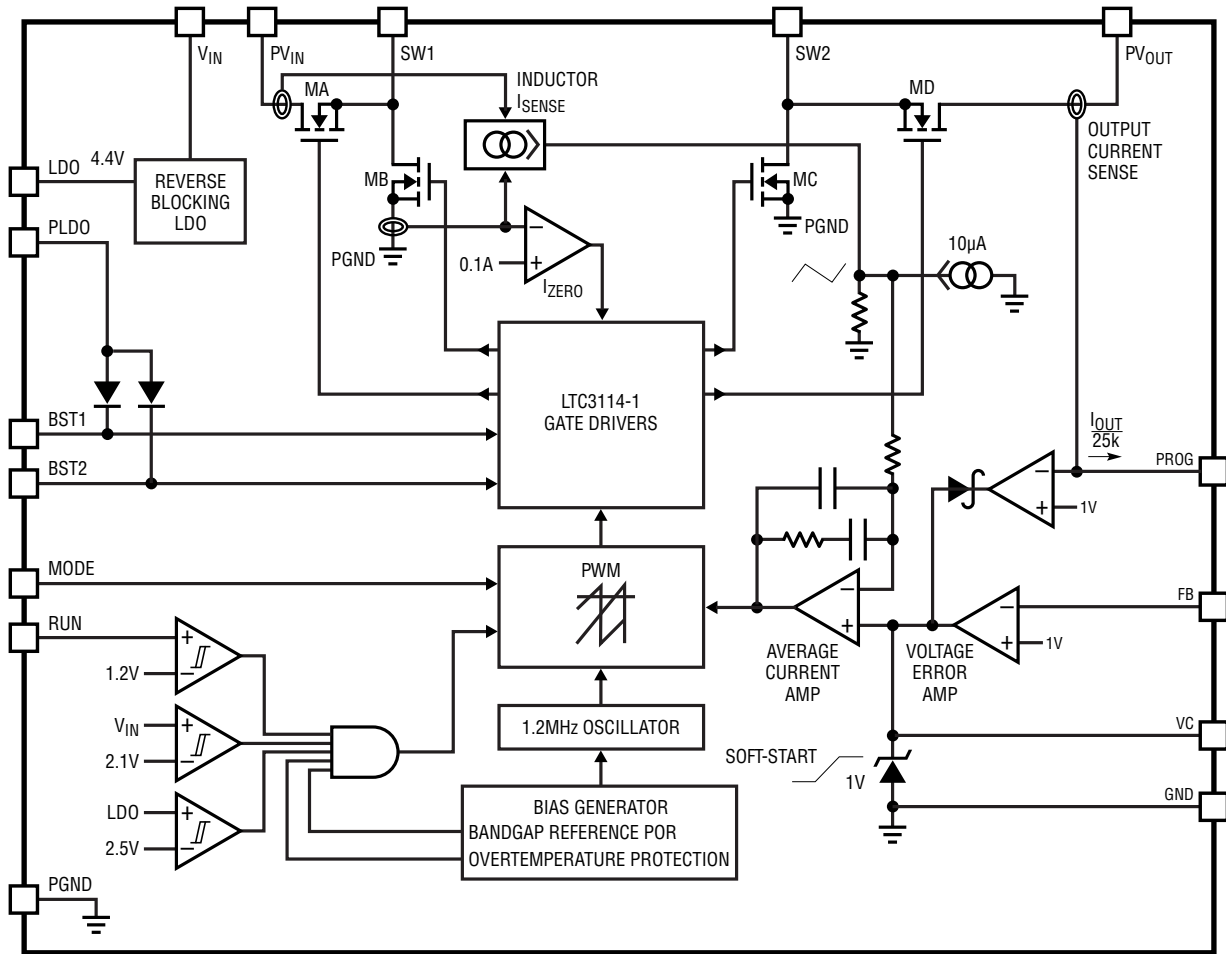 V_IN
PV_IN
SW1
SW2
PV_OUT
MA
INDUCTOR
I_SENSE
MD
OUTPUT
CURRENT
SENSE
LDO
4.4V
REVERSE
BLOCKING
LDO
MB
MC
PLDO
PGND
PGND
0.1A
−
+
I_ZERO
10µA
LTC3114-1
GATE DRIVERS
BST1
BST2
I_OUT
25k
PROG
−
+
1V
MODE
PWM
FB
RUN
+
−
1.2V
−
+
AVERAGE
CURRENT
AMP
−
+
1V
VOLTAGE
ERROR
AMP
V_IN
+
2.1V
−
1.2MHz OSCILLATOR
VC
SOFT-START
1V
LDO
+
2.5V
−
BIAS GENERATOR
BANDGAP REFERENCE POR
OVERTEMPERATURE PROTECTION
GND
PGND